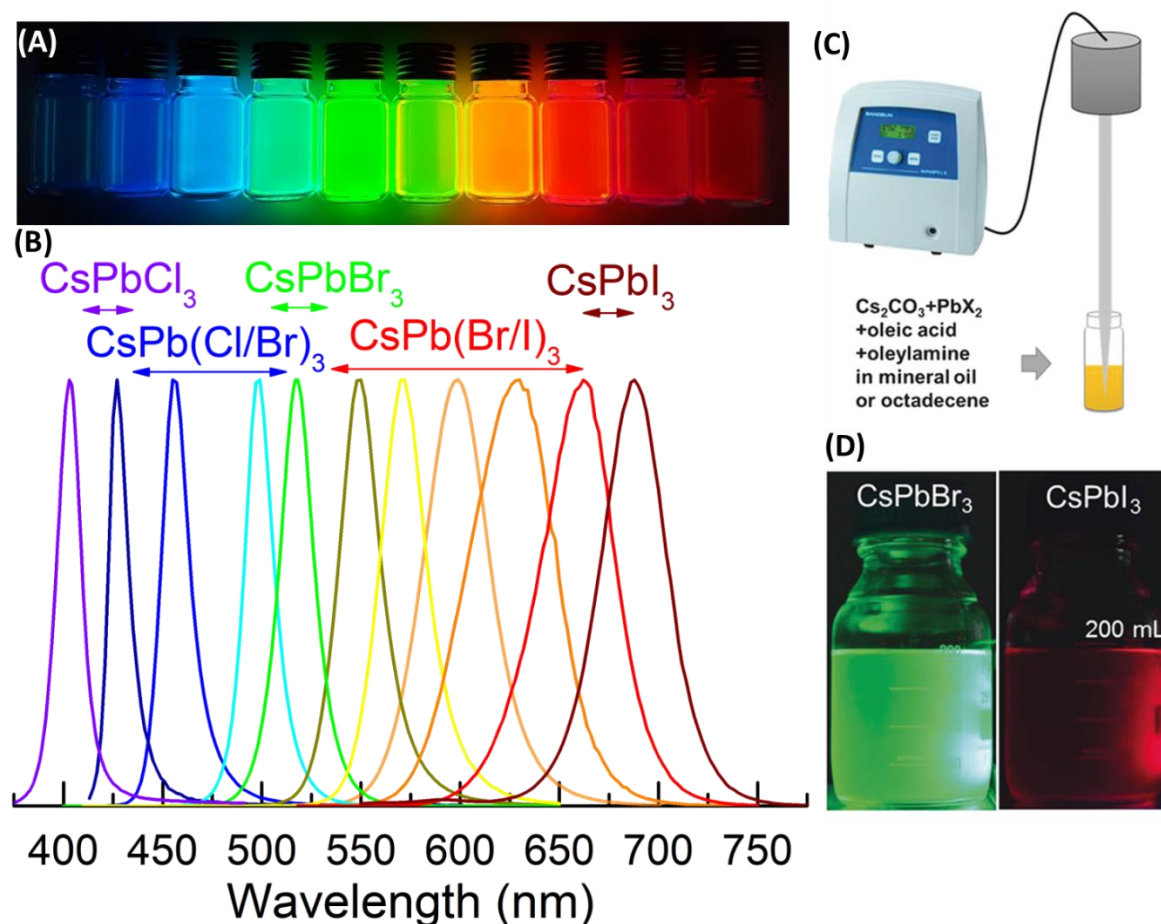 (A)
(B)
CsPbCl3
CsPbBr3
CsPbI3
CsPb(Cl/Br)3
CsPb(Br/I)3
400 450 500 550 600 650 700 750
Wavelength (nm)
(C)
Cs2CO3+PbX2
+oleic acid
+oleylamine
in mineral oil
or octadecene
(D)
CsPbBr3
CsPbI3
200 mL